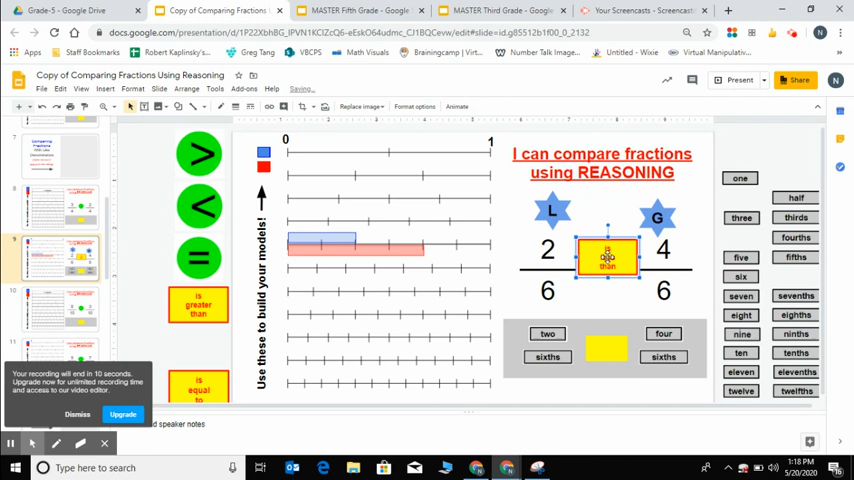 Grade-5 - Google Drive
Copy of Comparing Fractions
MASTER Fifth Grade - Google
MASTER Third Grade - Google
Your Screencasts - Screencast
docs.google.com/presentation/d/1P22XbhBG_IPVN1KCIZcQ6-eEskO64udmrm_CJ1BQCevw/edit#slide=id.g85512b1f00_0_2132
Apps
Staff Bookmarks
Robert Kaplinsky's...
Greg Tang
VBCPS
Math Visuals
Brainingcamp / Virt...
Number Talk Image...
Untitled - Wixie
Virtual Manipulativ...
Copy of Comparing Fractions Using Reasoning
File Edit View Insert Format Slide Arrange Tools Add-ons Help Saving...
Present
Share
Replace image
Format options
Animate
7
8
9
10
11
>
<
=
is
greater
than
is
equal
to
Use these to build your models!
0
1
I can compare fractions
using REASONING
L
G
2
is
than
4
6
6
two
four
sixths
sixths
one
half
three
thirds
fourths
five
fifths
six
seven
sevenths
eight
eighths
nine
ninths
ten
tenths
eleven
elevenths
twelve
twelfths
Your recording will end in 10 seconds.
Upgrade now for unlimited recording time
and access to our video editor.
Dismiss
Upgrade
d speaker notes
Type here to search
1:18 PM
5/20/2020
16